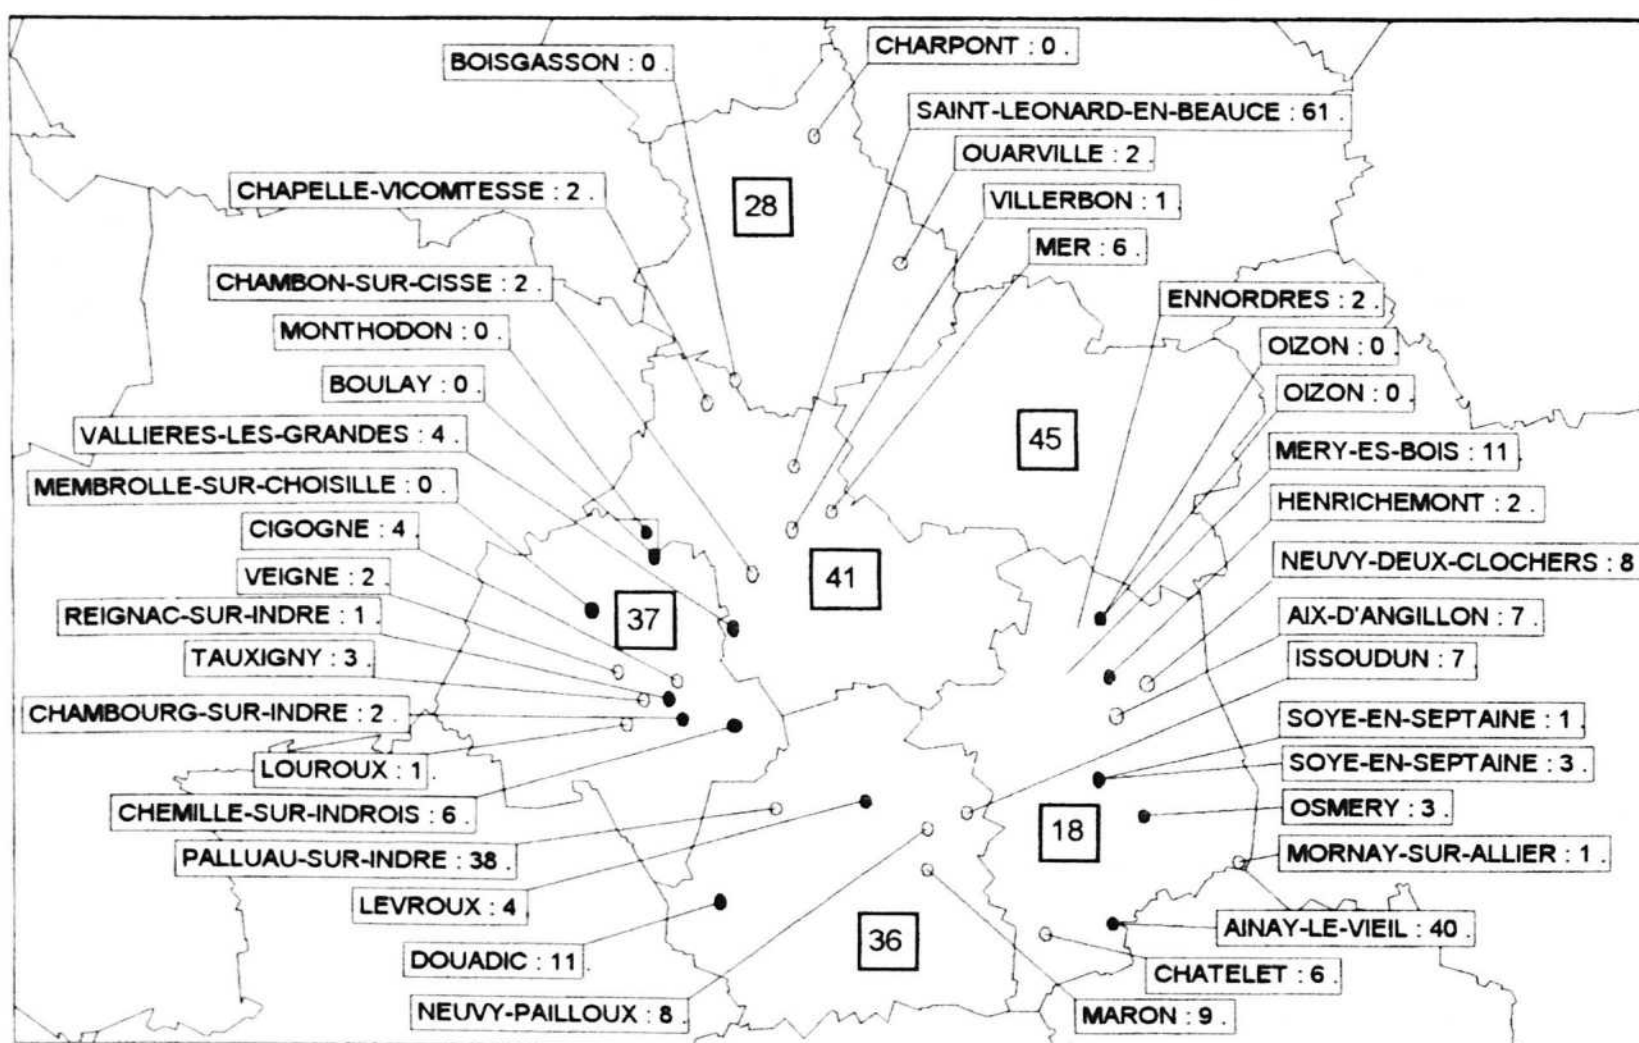 CHARPONT : 0 .
BOISGASSON : 0 .
SAINT-LEONARD-EN-BEAUCE : 61 .
OUARVILLE : 2 .
CHAPELLE-VICOMTESSE : 2 .
28
VILLERBON : 1
MER : 6 .
CHAMBON-SUR-CISSE : 2 .
ENNORDRES : 2 .
MONTHODON : 0 .
OIZON : 0 .
BOULAY : 0 .
OIZON : 0 .
VALLIERES-LES-GRANDES : 4 .
45
MERY-ES-BOIS : 11
MEMBROLLE-SUR-CHOISILLE : 0 .
HENRICHEMONT : 2 .
CIGOGNE : 4
NEUVY-DEUX-CLOCHERS : 8
VEIGNE : 2 .
41
REIGNAC-SUR-INDRE : 1 .
37
AIX-D'ANGILLON : 7 .
TAUXIGNY : 3 .
ISSOUDUN : 7 .
CHAMBOURG-SUR-INDRE : 2 .
SOYE-EN-SEPTAINE : 1 .
LOUROUX : 1 .
SOYE-EN-SEPTAINE : 3 .
CHEMILLE-SUR-INDROIS : 6 .
OSMERY : 3 .
18
PALLUAU-SUR-INDRE : 38 .
MORNAY-SUR-ALLIER : 1 .
LEVROUX : 4
AINAY-LE-VIEIL : 40 .
36
DOUADIC : 11 .
CHATELET : 6 .
NEUVY-PAILLOUX : 8 .
MARON : 9 .